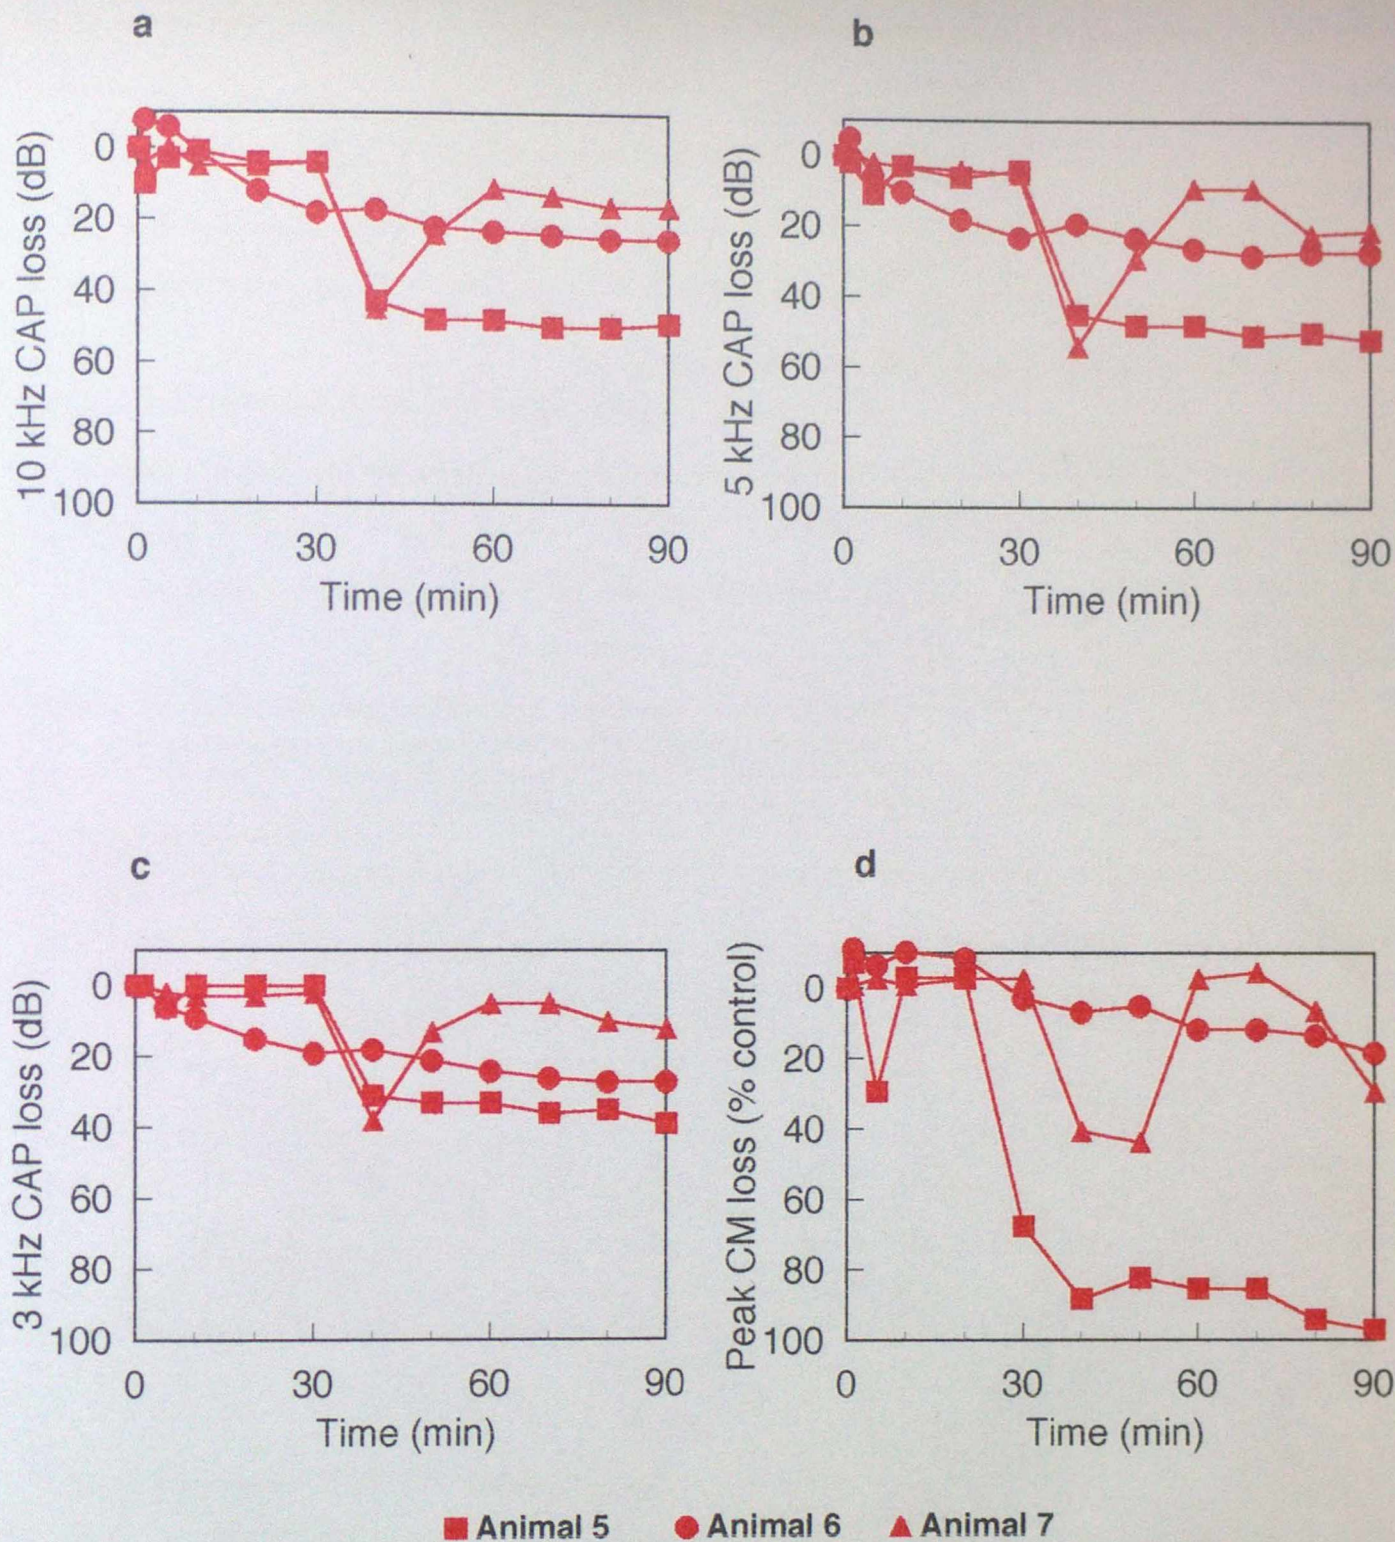 a
10 kHz CAP loss (dB)
0
20
40
60
80
100
0 30 60 90
Time (min)
b
5 kHz CAP loss (dB)
0
20
40
60
80
100
0 30 60 90
Time (min)
c
3 kHz CAP loss (dB)
0
20
40
60
80
100
0 30 60 90
Time (min)
d
Peak CM loss (% control)
0
20
40
60
80
100
0 30 60 90
Time (min)
Animal 5 Animal 6 Animal 7